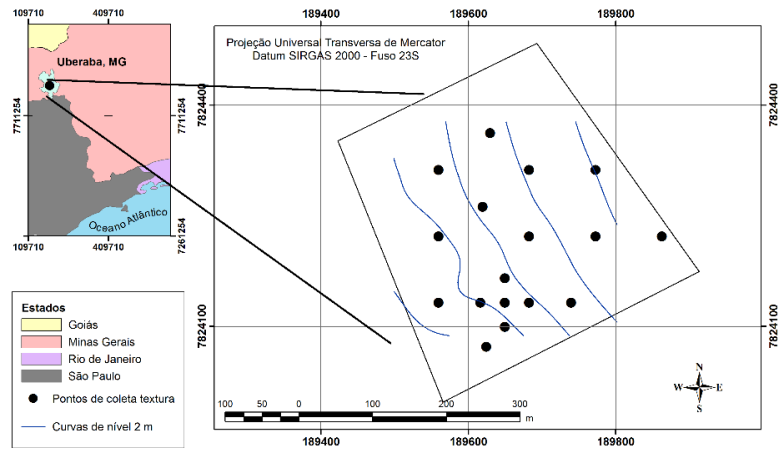 109710 409710
Uberaba, MG
7711254
7711254
Oceano Atlântico
7261254
109710 409710
Estados
Goiás
Minas Gerais
Rio de Janeiro
São Paulo
Pontos de coleta textura
Curvas de nível 2 m
189400 189600 189800
Projeção Universal Transversa de Mercator
Datum SIRGAS 2000 - Fuso 23S
7824400
7824400
7824100
7824100
N
W E
S
100 50 0 100 200 300
m
189400 189600 189800